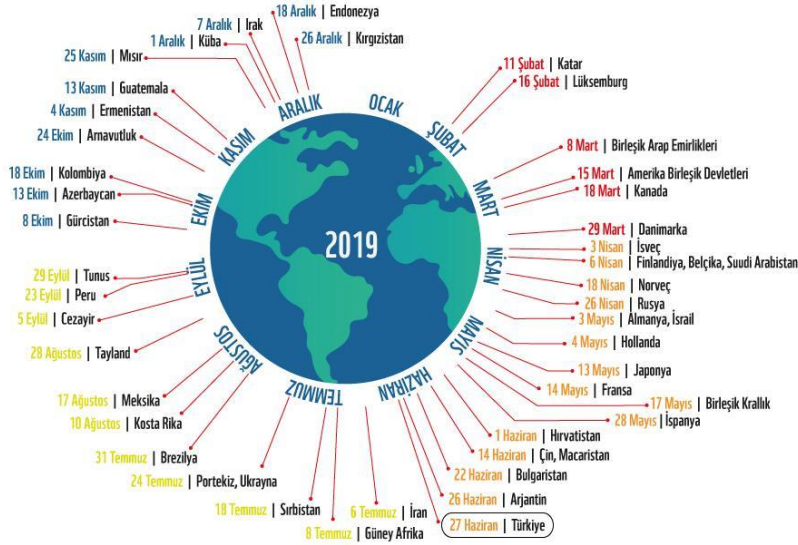 18 Aralık | Endonezya
7 Aralık | Irak
1 Aralık | Küba
26 Aralık | Kırgızistan
25 Kasım | Mısır
13 Kasım | Guatemala
4 Kasım | Ermenistan
24 Ekim | Arnavutluk
18 Ekim | Kolombiya
13 Ekim | Azerbaycan
8 Ekim | Gürcistan
29 Eylül | Tunus
23 Eylül | Peru
5 Eylül | Cezayir
28 Ağustos | Tayland
17 Ağustos | Meksika
10 Ağustos | Kosta Rika
31 Temmuz | Brezilya
24 Temmuz | Portekiz, Ukrayna
18 Temmuz | Sırbistan
8 Temmuz | Güney Afrika
6 Temmuz | İran
OCAK
ŞUBAT
MART
NİSAN
MAYIS
HAZİRAN
TEMMUZ
AĞUSTOS
EYLÜL
EKİM
KASIM
ARALIK
2019
11 Şubat | Katar
16 Şubat | Lüksemburg
8 Mart | Birleşik Arap Emirlikleri
15 Mart | Amerika Birleşik Devletleri
18 Mart | Kanada
29 Mart | Danimarka
3 Nisan | İsveç
6 Nisan | Finlandiya, Belçika, Suudi Arabistan
18 Nisan | Norveç
26 Nisan | Rusya
3 Mayıs | Almanya, İsrail
4 Mayıs | Hollanda
13 Mayıs | Japonya
14 Mayıs | Fransa
17 Mayıs | Birleşik Krallık
28 Mayıs | İspanya
1 Haziran | Hırvatistan
14 Haziran | Çin, Macaristan
22 Haziran | Bulgaristan
26 Haziran | Arjantin
27 Haziran | Türkiye